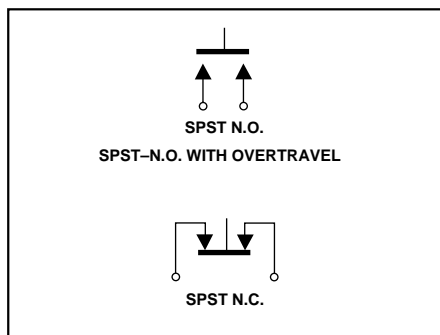 SPST N.O.
SPST–N.O. WITH OVERTRAVEL
SPST N.C.